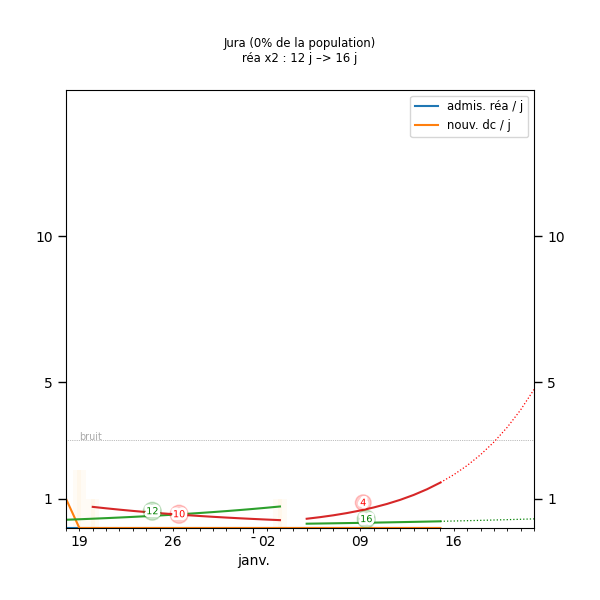 Jura (0% de la population)
réa x2 : 12 j –> 16 j
admis. réa / j
nouv. dc / j
10
10
5
5
bruit
1
1
12
10
4
16
19
26
- 02
09
16
janv.